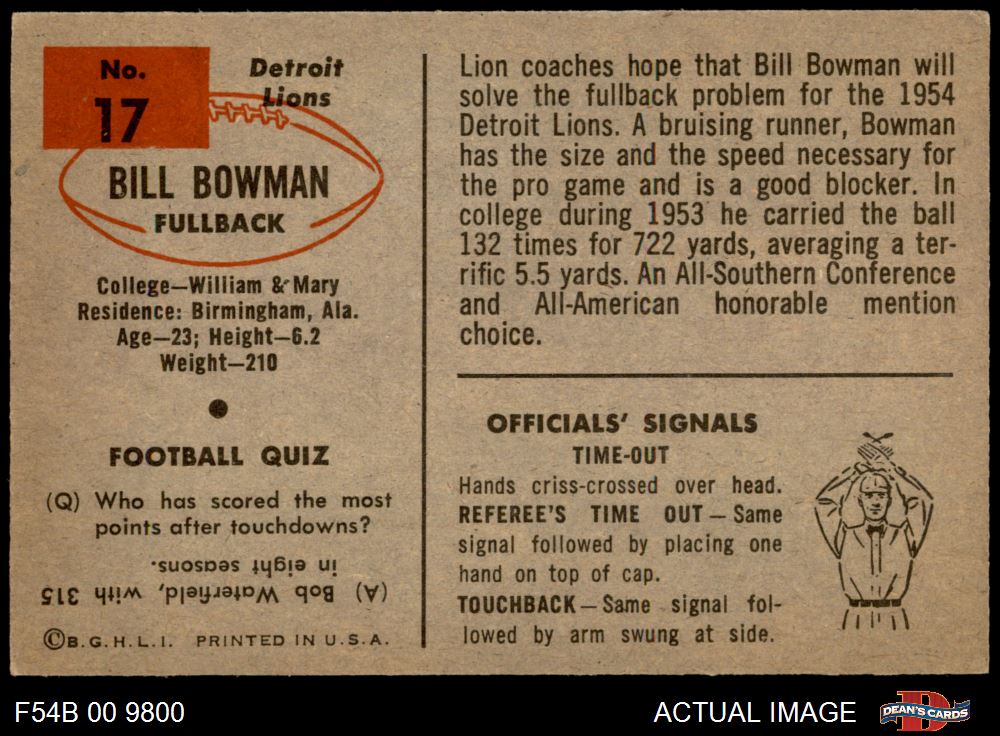 No.
17
Detroit
Lions
BILL BOWMAN
FULLBACK
College—William & Mary
Residence: Birmingham, Ala.
Age—23; Height—6.2
Weight—210
FOOTBALL QUIZ
(Q) Who has scored the most
points after touchdowns?
(A) Bob Waterfield, with 315
in eight seasons.
©B.G.H.L.I. PRINTED IN U.S.A.
Lion coaches hope that Bill Bowman will
solve the fullback problem for the 1954
Detroit Lions. A bruising runner, Bowman
has the size and the speed necessary for
the pro game and is a good blocker. In
college during 1953 he carried the ball
132 times for 722 yards, averaging a ter-
rific 5.5 yards. An All-Southern Conference
and All-American honorable mention
choice.
OFFICIALS' SIGNALS
TIME-OUT
Hands criss-crossed over head.
REFEREE'S TIME OUT—Same
signal followed by placing one
hand on top of cap.
TOUCHBACK—Same signal fol-
lowed by arm swung at side.
F54B 00 9800
ACTUAL IMAGE
D
DEAN'S CARDS